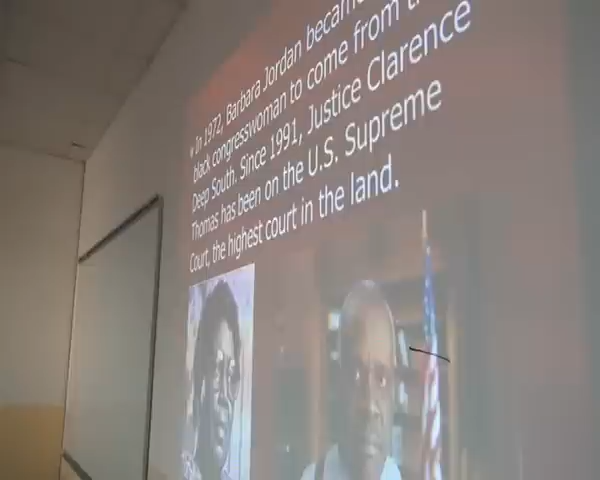 In 1972, Barbara Jordan became
black congresswoman to come from
Deep South. Since 1991, Justice Clarence
Thomas has been on the U.S. Supreme
Court, the highest court in the land.